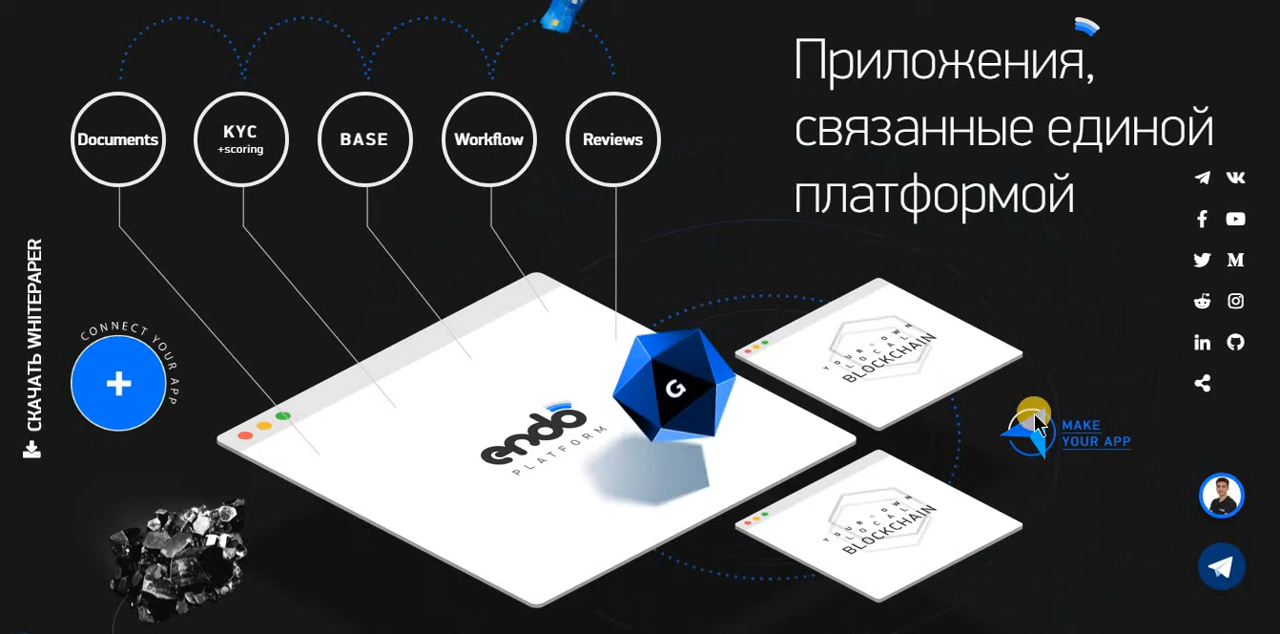 Приложения,
связанные единой
платформой
Documents
KYC
+scoring
BASE
Workflow
Reviews
СКАЧАТЬ WHITEPAPER
CONNECT YOUR APP
+
endo
PLATFORM
G
YOUR OWN
LOCAL
BLOCKCHAIN
YOUR OWN
LOCAL
BLOCKCHAIN
MAKE
YOUR APP